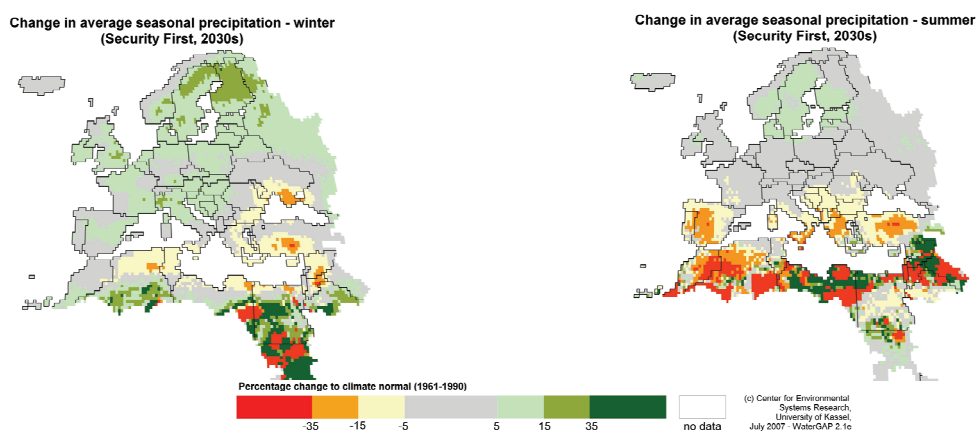 Change in average seasonal precipitation - winter
(Security First, 2030s)
Change in average seasonal precipitation - summer
(Security First, 2030s)
Percentage change to climate normal (1961-1990)
-35 -15 -5 5 15 35
no data
(c) Center for Environmental
Systems Research,
University of Kassel,
July 2007 - WaterGAP 2.1e